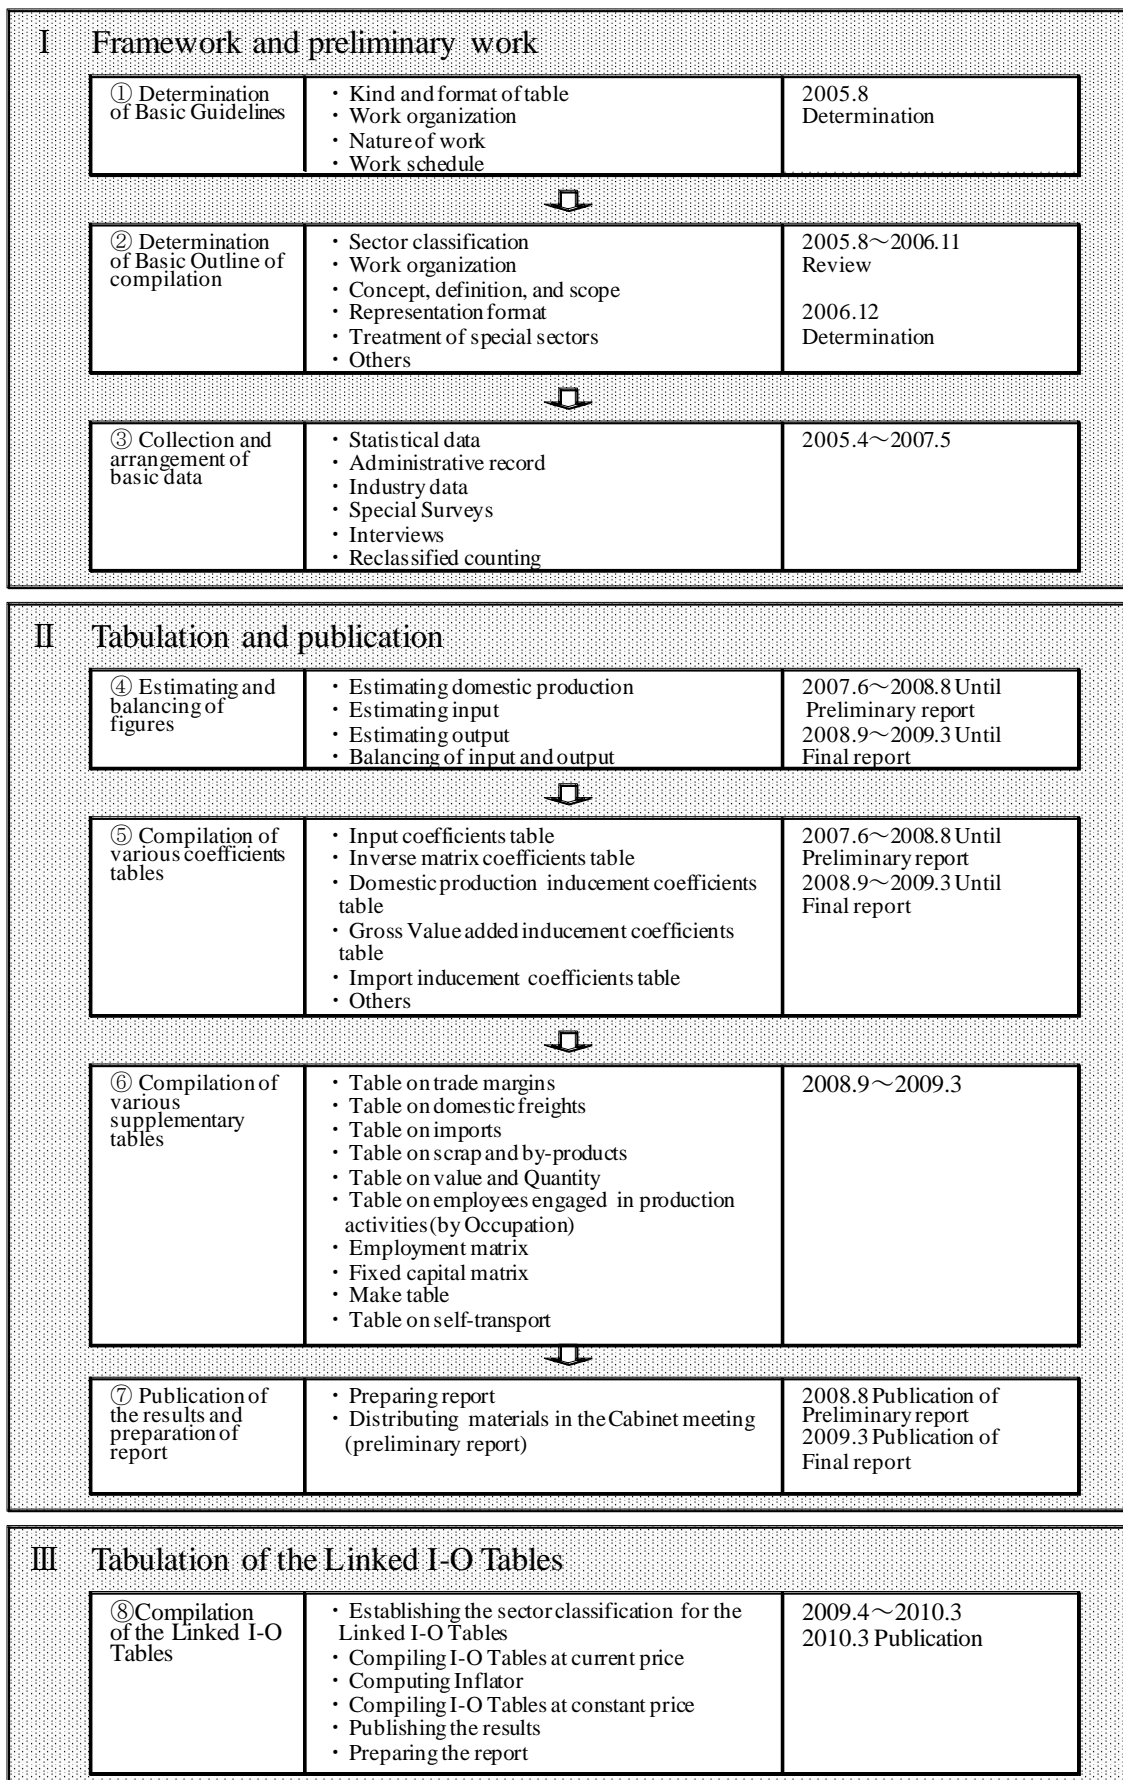 Ⅰ Framework and preliminary work
① Determination
of Basic Guidelines
・Kind and format of table
・Work organization
・Nature of work
・Work schedule
2005.8
Determination
② Determination
of Basic Outline of
compilation
・Sector classification
・Work organization
・Concept, definition, and scope
・Representation format
・Treatment of special sectors
・Others
2005.8～2006.11
Review
2006.12
Determination
③ Collection and
arrangement of
basic data
・Statistical data
・Administrative record
・Industry data
・Special Surveys
・Interviews
・Reclassified counting
2005.4～2007.5
Ⅱ Tabulation and publication
④ Estimating and
balancing of
figures
・Estimating domestic production
・Estimating input
・Estimating output
・Balancing of input and output
2007.6～2008.8 Until
Preliminary report
2008.9～2009.3 Until
Final report
⑤ Compilation of
various coefficients
tables
・Input coefficients table
・Inverse matrix coefficients table
・Domestic production inducement coefficients
table
・Gross Value added inducement coefficients
table
・Import inducement coefficients table
・Others
2007.6～2008.8 Until
Preliminary report
2008.9～2009.3 Until
Final report
⑥ Compilation of
various
supplementary
tables
・Table on trade margins
・Table on domestic freights
・Table on imports
・Table on scrap and by-products
・Table on value and Quantity
・Table on employees engaged in production
activities (by Occupation)
・Employment matrix
・Fixed capital matrix
・Make table
・Table on self-transport
2008.9～2009.3
⑦ Publication of
the results and
preparation of
report
・Preparing report
・Distributing materials in the Cabinet meeting
(preliminary report)
2008.8 Publication of
Preliminary report
2009.3 Publication of
Final report
Ⅲ Tabulation of the Linked I-O Tables
⑧Compilation
of the Linked I-O
Tables
・Establishing the sector classification for the
Linked I-O Tables
・Compiling I-O Tables at current price
・Computing Inflator
・Compiling I-O Tables at constant price
・Publishing the results
・Preparing the report
2009.4～2010.3
2010.3 Publication